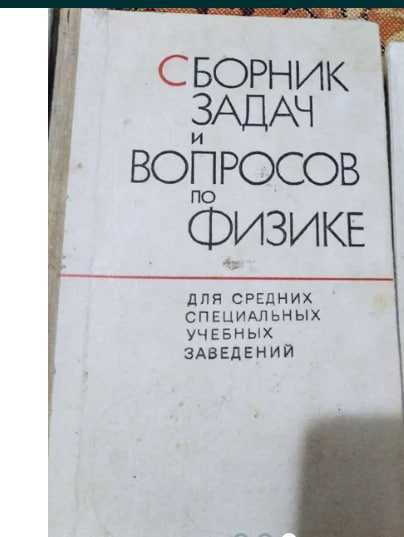 СБОРНИК
ЗАДАЧ
И
ВОПРОСОВ
ПО
ФИЗИКЕ
ДЛЯ СРЕДНИХ
СПЕЦИАЛЬНЫХ
УЧЕБНЫХ
ЗАВЕДЕНИЙ